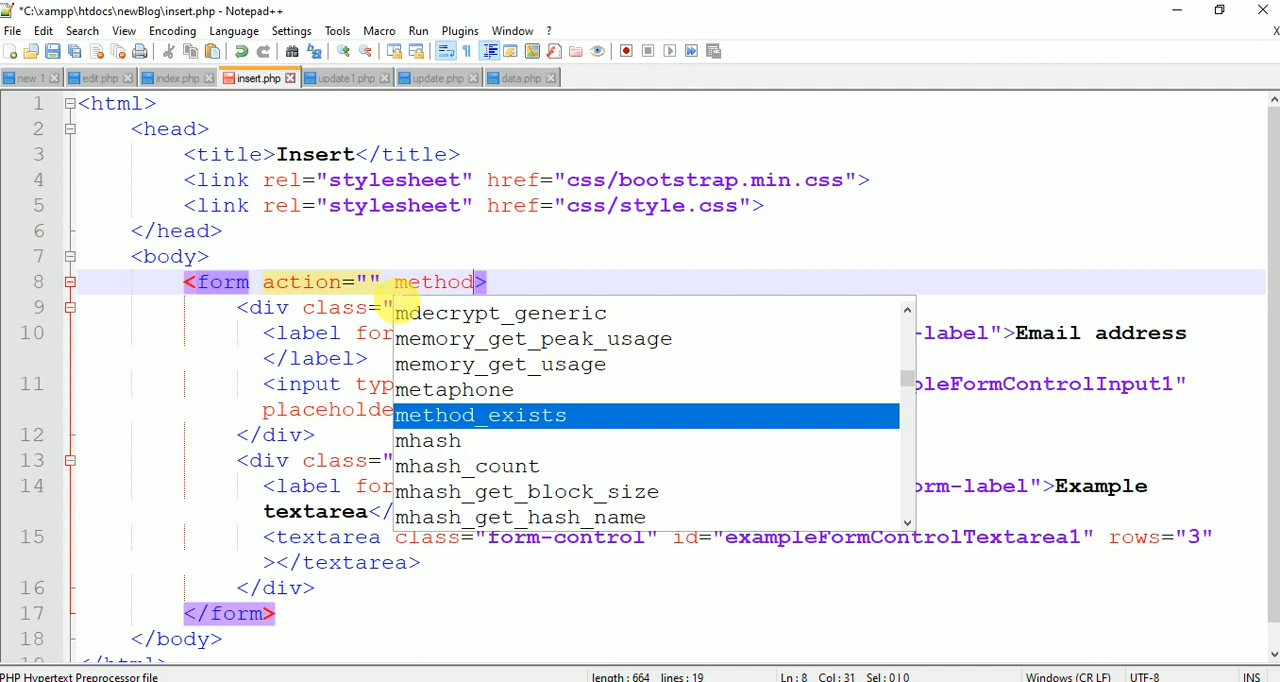 *C:\xampp\htdocs\newBlog\insert.php - Notepad++
File Edit Search View Encoding Language Settings Tools Macro Run Plugins Window ? X
new 1 edit.php index.php insert.php update1.php update.php data.php
1 <html>
2 <head>
3 <title>Insert</title>
4 <link rel="stylesheet" href="css/bootstrap.min.css">
5 <link rel="stylesheet" href="css/style.css">
6 </head>
7 <body>
8 <form action="" method>
9 <div class="
mdecrypt_generic
10 <label for -label">Email address
memory_get_peak_usage
</label>
memory_get_usage
11 <input typ pleFormControlInput1"
metaphone
placeholde
method_exists
12 </div>
mhash
13 <div class="
mhash_count
14 <label for orm-label">Example
mhash_get_block_size
textarea</
mhash_get_hash_name
15 <textarea class="form-control" id="exampleFormControlTextarea1" rows="3"
></textarea>
16 </div>
17 </form>
18 </body>
19 </html>
PHP Hypertext Preprocessor file length : 664 lines : 19 Ln : 8 Col : 31 Sel : 0 | 0 Windows (CR LF) UTF-8 INS